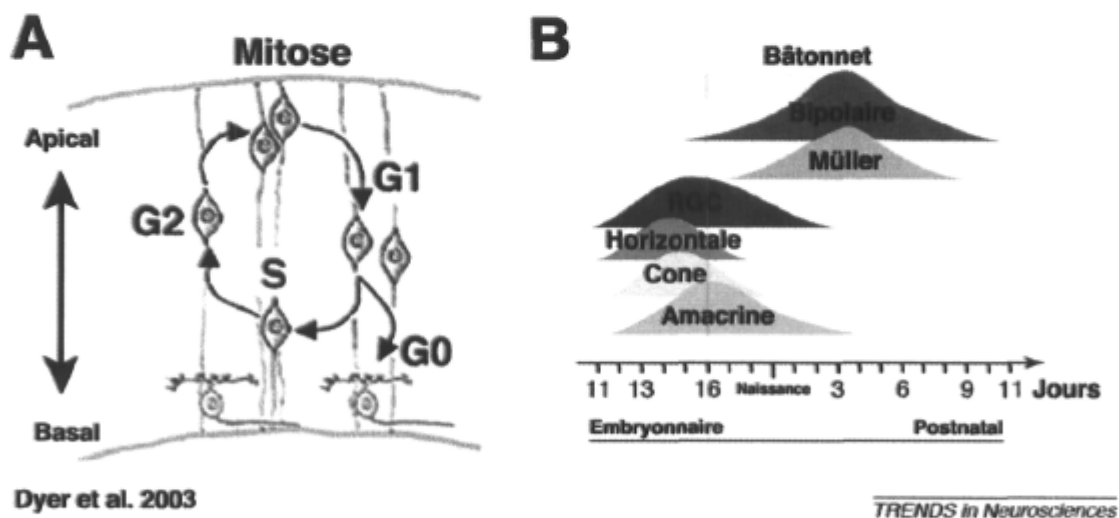 A
Mitose
Apical
G1
G2
S
G0
Basal
Dyer et al. 2003
B
Bâtonnet
Bipolaire
Müller
RGC
Horizontale
Cone
Amacrine
11 13 16 Naissance 3 6 9 11 Jours
Embryonnaire Postnatal
TRENDS in Neurosciences